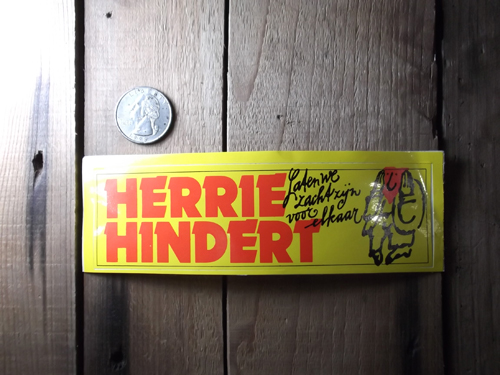 HERRIE
HINDERT
Laten we
zacht zijn
voor
elkaar